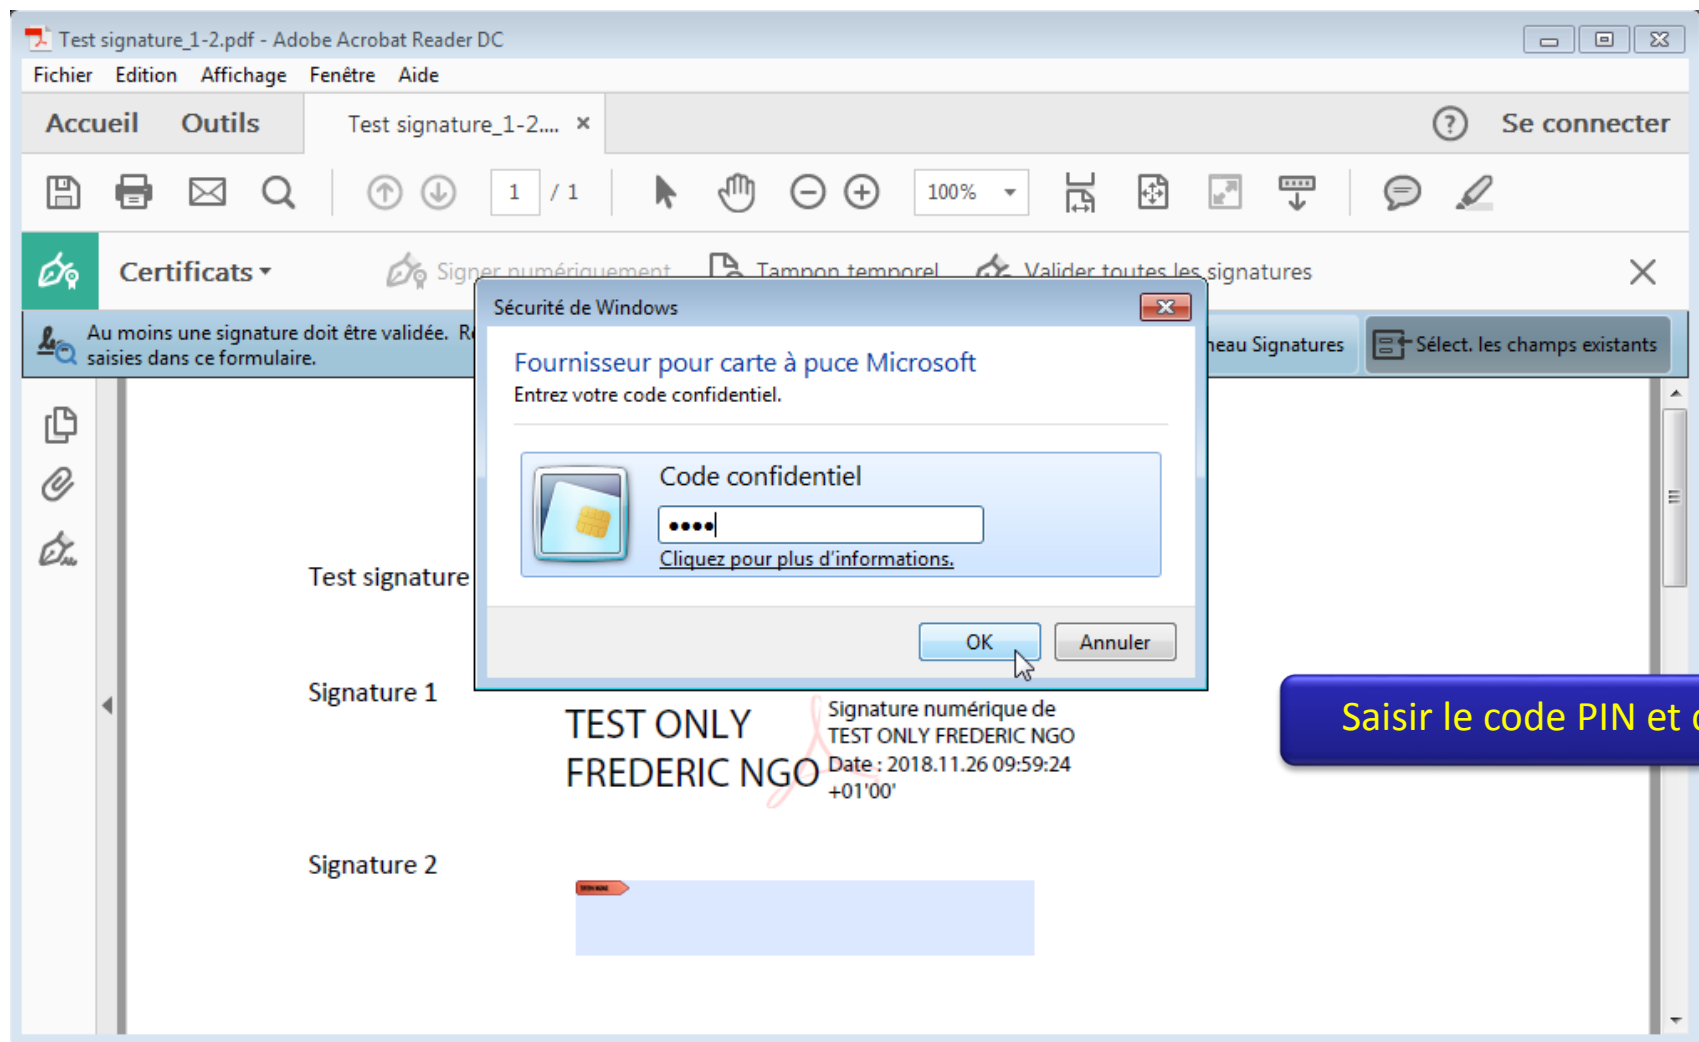 Test signature_1-2.pdf - Adobe Acrobat Reader DC
Fichier Edition Affichage Fenêtre Aide
Accueil Outils Test signature_1-2.... × ? Se connecter
1 / 1 100%
Certificats Signer numériquement Tampon temporel Valider toutes les signatures
Au moins une signature doit être validée.
saisies dans ce formulaire.
Signatures
Sélect. les champs existants
Sécurité de Windows
Fournisseur pour carte à puce Microsoft
Entrez votre code confidentiel.
Code confidentiel
••••
Cliquez pour plus d'informations.
OK Annuler
Test signature
Signature 1
TEST ONLY
FREDERIC NGO
Signature numérique de
TEST ONLY FREDERIC NGO
Date : 2018.11.26 09:59:24
+01'00'
Saisir le code PIN et
Signature 2